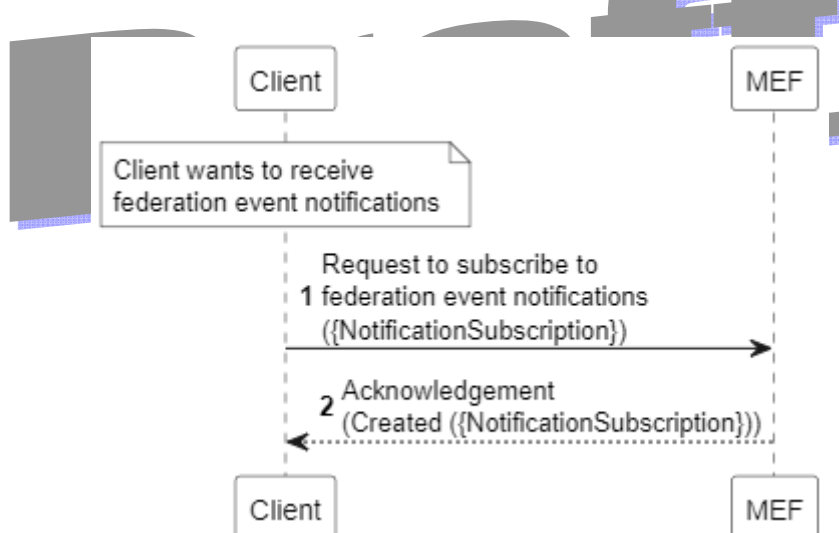 Client
MEF
Client wants to receive
federation event notifications
Request to subscribe to
1 federation event notifications
({NotificationSubscription})
2 Acknowledgement
(Created ({NotificationSubscription}))
Client
MEF